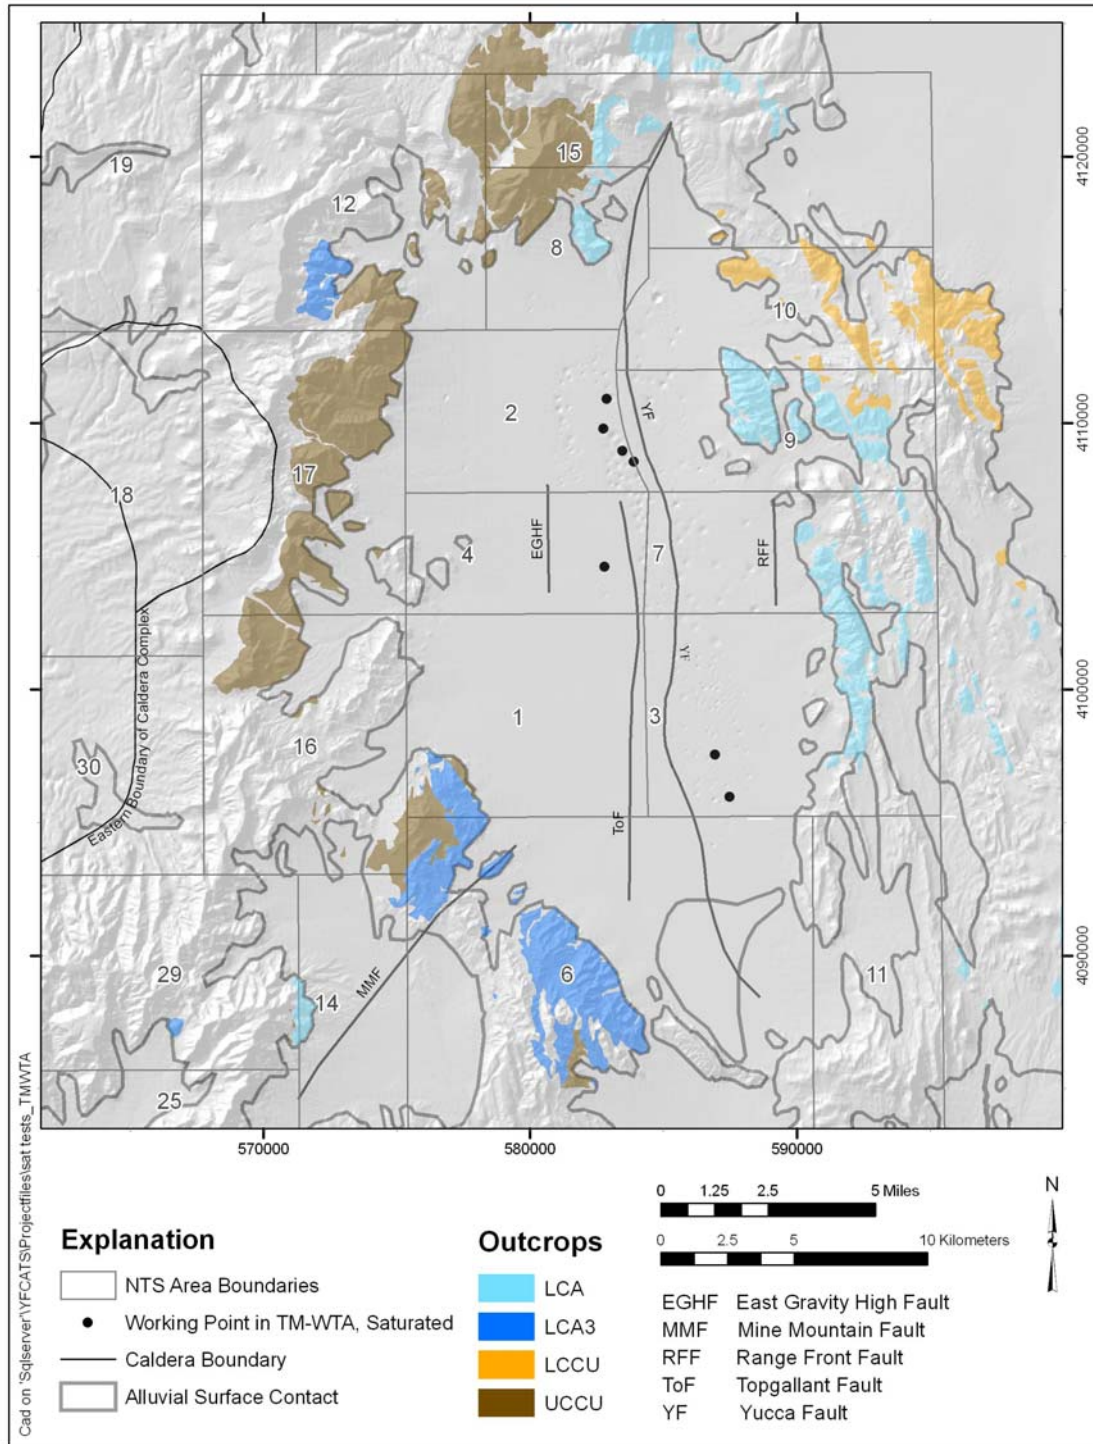 19
15
12
8
4120000
10
2
YF
9
4110000
17
18
EGHF
4
7
RFF
YF
1
3
4100000
16
30
Eastern Boundary of Caldera Complex
ToF
29
14
MMF
6
11
4090000
25
570000
580000
590000
Cad on 'Sqlserver'\YFCATS\Projectfiles\sat tests_TMWTA
Explanation
NTS Area Boundaries
Working Point in TM-WTA, Saturated
Caldera Boundary
Alluvial Surface Contact
Outcrops
LCA
LCA3
LCCU
UCCU
0 1.25 2.5 5 Miles
0 2.5 5 10 Kilometers
N
EGHF East Gravity High Fault
MMF Mine Mountain Fault
RFF Range Front Fault
ToF Topgallant Fault
YF Yucca Fault